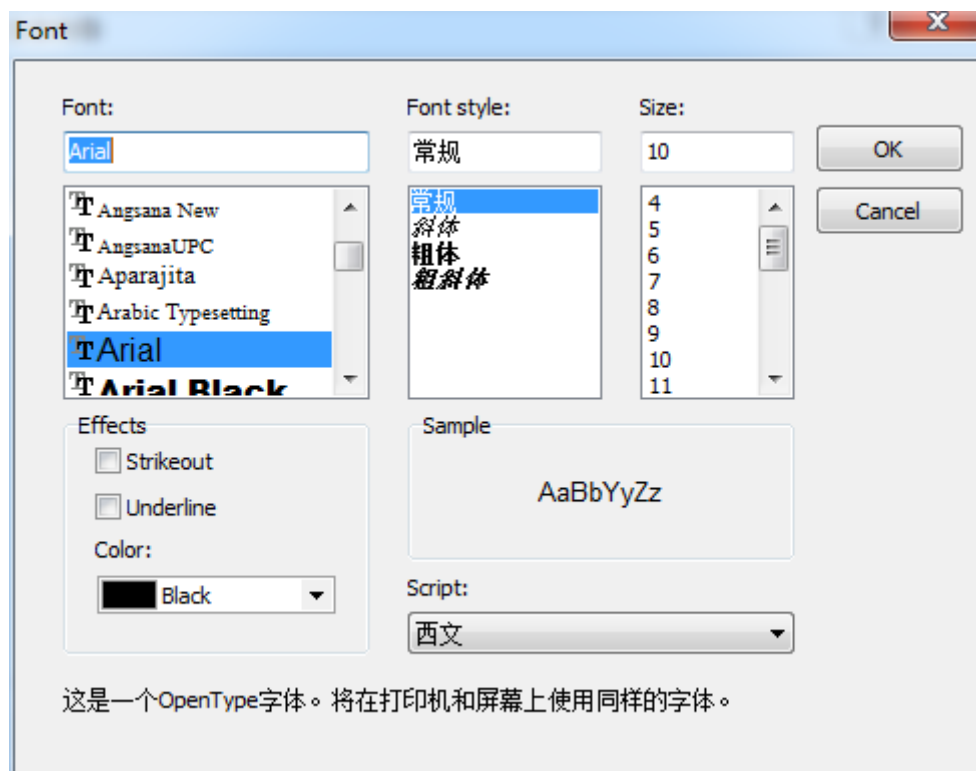 Font
Font:
Font style:
Size:
Arial
常规
10
OK
Cancel
Angsana New
AngsanaUPC
Aparajita
Arabic Typesetting
Arial
Arial Black
常规
斜体
粗体
粗斜体
4
5
6
7
8
9
10
11
Effects
Strikeout
Underline
Color:
Black
Sample
AaBbYyZz
Script:
西文
这是一个OpenType字体。将在打印机和屏幕上使用同样的字体。